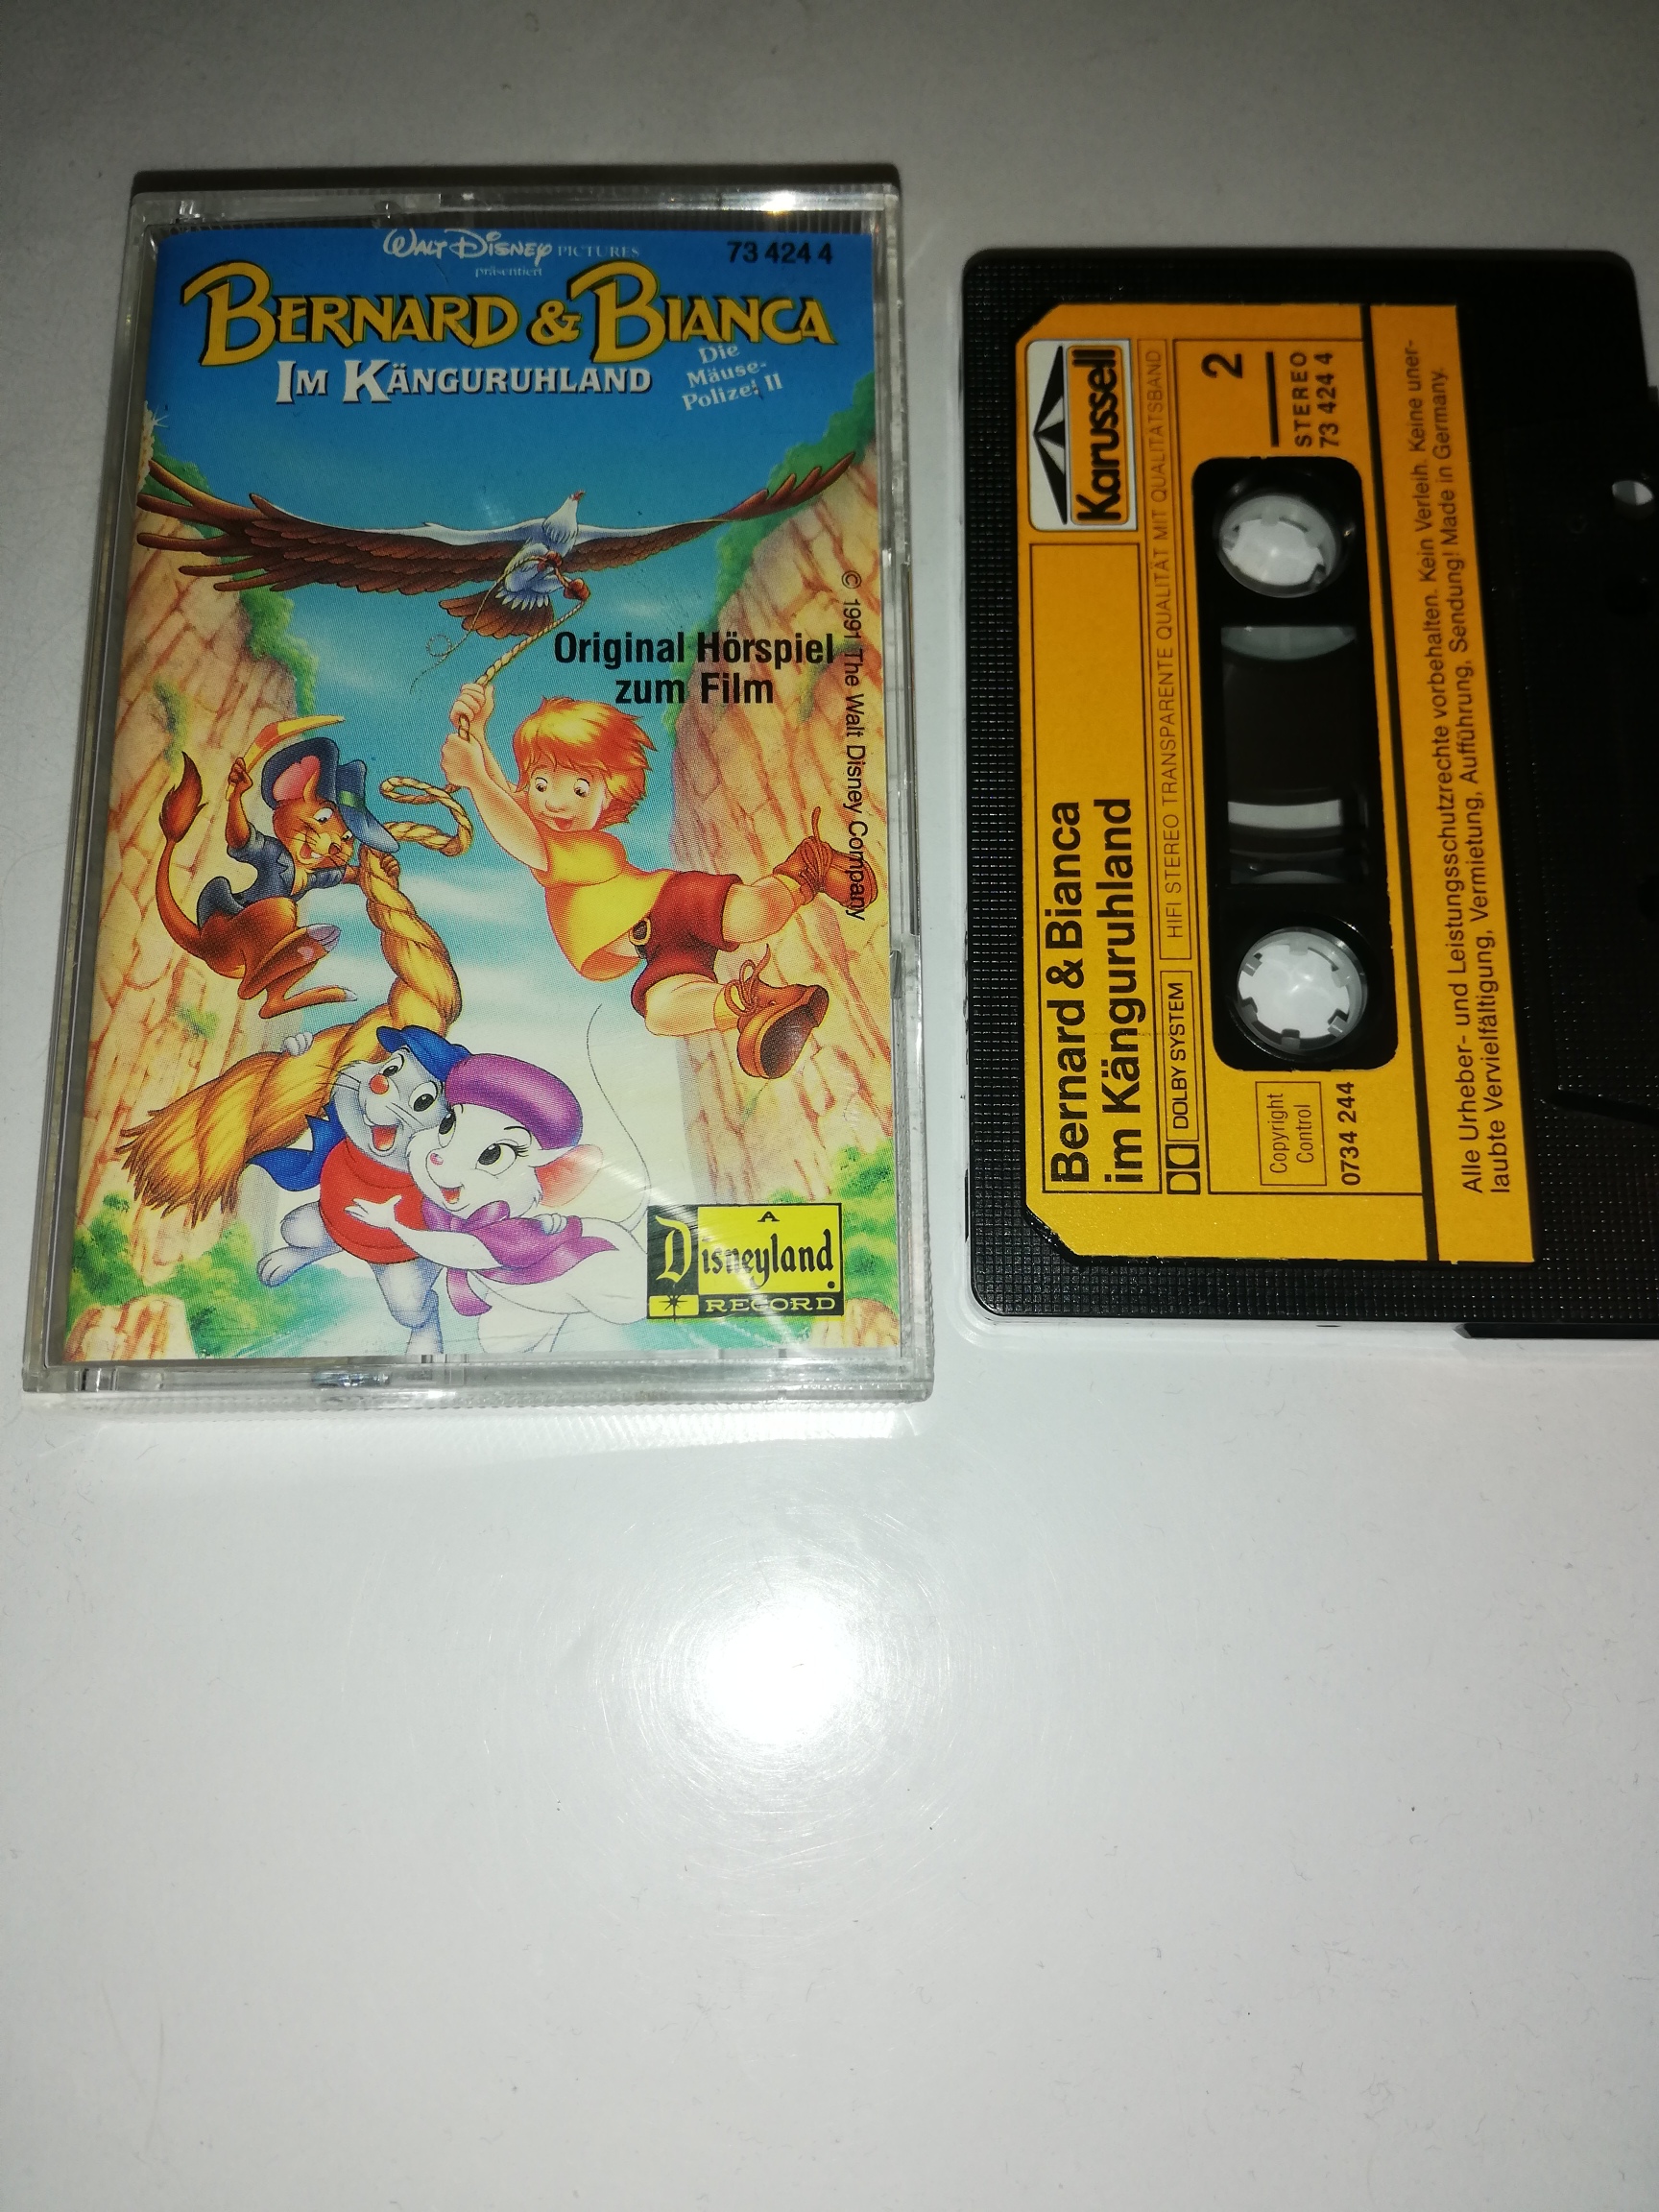 WALT DISNEY PICTURES
präsentiert
73 424 4
BERNARD & BIANCA
IM KÄNGURUHLAND
Die
Mäuse-
Polizei II
Original Hörspiel
zum Film
© 1991 The Walt Disney Company
A
Disneyland
RECORD
Karussell
Bernard & Bianca
im Känguruhland
DOLBY SYSTEM
HIFI STEREO TRANSPARENTE QUALITÄT MIT QUALITÄTSBAND
2
STEREO
73 424 4
Copyright
Control
0734 244
Alle Urheber- und Leistungsschutzrechte vorbehalten. Kein Verleih. Keine uner-
laubte Vervielfältigung, Vermietung, Aufführung, Sendung! Made in Germany.